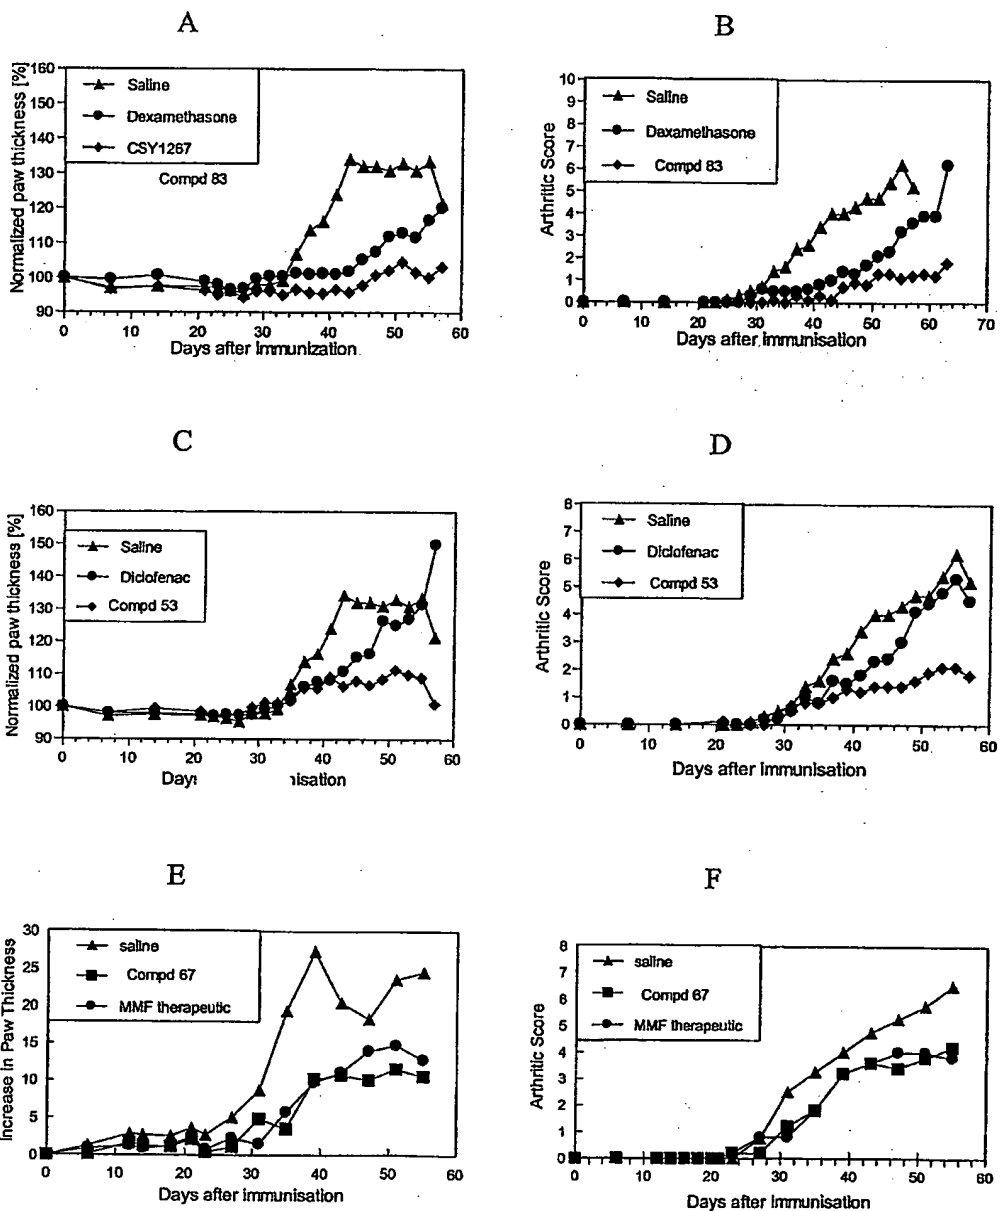 A
Normalized paw thickness [%]
160
150
140
130
120
110
100
90
Saline
Dexamethasone
CSY1267
Compd 83
0 10 20 30 40 50 60
Days after immunization
B
Arthritic Score
10
9
8
7
6
5
4
3
2
1
0
Saline
Dexamethasone
Compd 83
0 10 20 30 40 50 60 70
Days after immunisation
C
Normalized paw thickness [%]
160
150
140
130
120
110
100
90
Saline
Diclofenac
Compd 53
0 10 20 30 40 50 60
Days nisation
D
Arthritic Score
8
7
6
5
4
3
2
1
0
Saline
Diclofenac
Compd 53
0 10 20 30 40 50 60
Days after immunisation
E
Increase in Paw Thickness
30
25
20
15
10
5
0
saline
Compd 67
MMF therapeutic
0 10 20 30 40 50 60
Days after immunisation
F
Arthritic Score
8
7
6
5
4
3
2
1
0
saline
Compd 67
MMF therapeutic
0 10 20 30 40 50 60
Days after immunisation